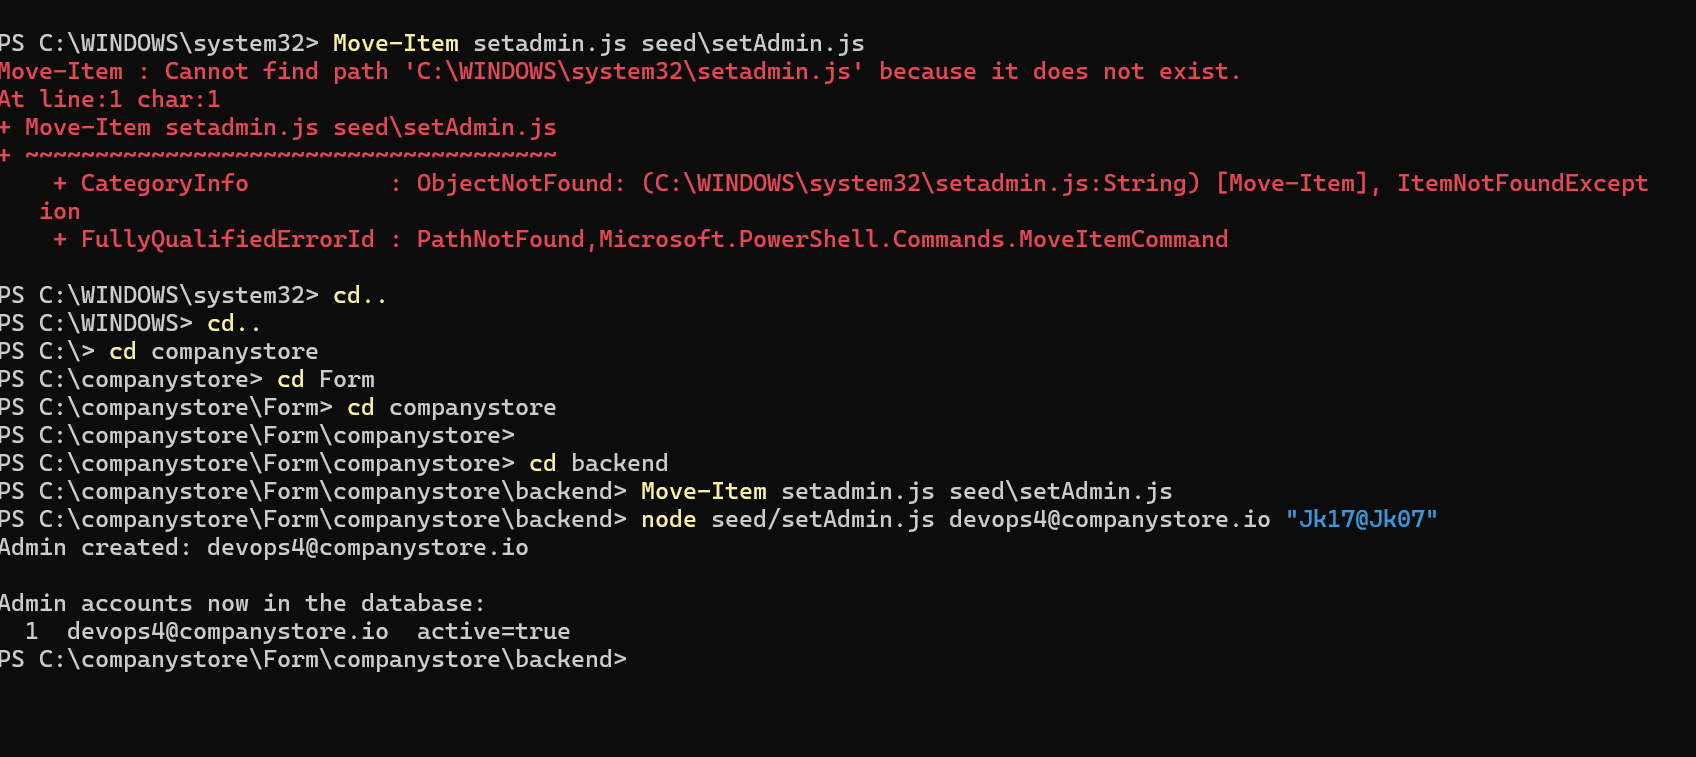 PS C:\WINDOWS\system32> Move-Item setadmin.js seed\setAdmin.js
Move-Item : Cannot find path 'C:\WINDOWS\system32\setadmin.js' because it does not exist.
At line:1 char:1
+ Move-Item setadmin.js seed\setAdmin.js
+ ~~~~~~~~~~~~~~~~~~~~~~~~~~~~~~~~~~~~~~
+ CategoryInfo          : ObjectNotFound: (C:\WINDOWS\system32\setadmin.js:String) [Move-Item], ItemNotFoundExcept
ion
+ FullyQualifiedErrorId : PathNotFound,Microsoft.PowerShell.Commands.MoveItemCommand
PS C:\WINDOWS\system32> cd..
PS C:\WINDOWS> cd..
PS C:\> cd companystore
PS C:\companystore> cd Form
PS C:\companystore\Form> cd companystore
PS C:\companystore\Form\companystore>
PS C:\companystore\Form\companystore> cd backend
PS C:\companystore\Form\companystore\backend> Move-Item setadmin.js seed\setAdmin.js
PS C:\companystore\Form\companystore\backend> node seed/setAdmin.js devops4@companystore.io "Jk17@Jk07"
Admin created: devops4@companystore.io
Admin accounts now in the database:
1  devops4@companystore.io  active=true
PS C:\companystore\Form\companystore\backend>